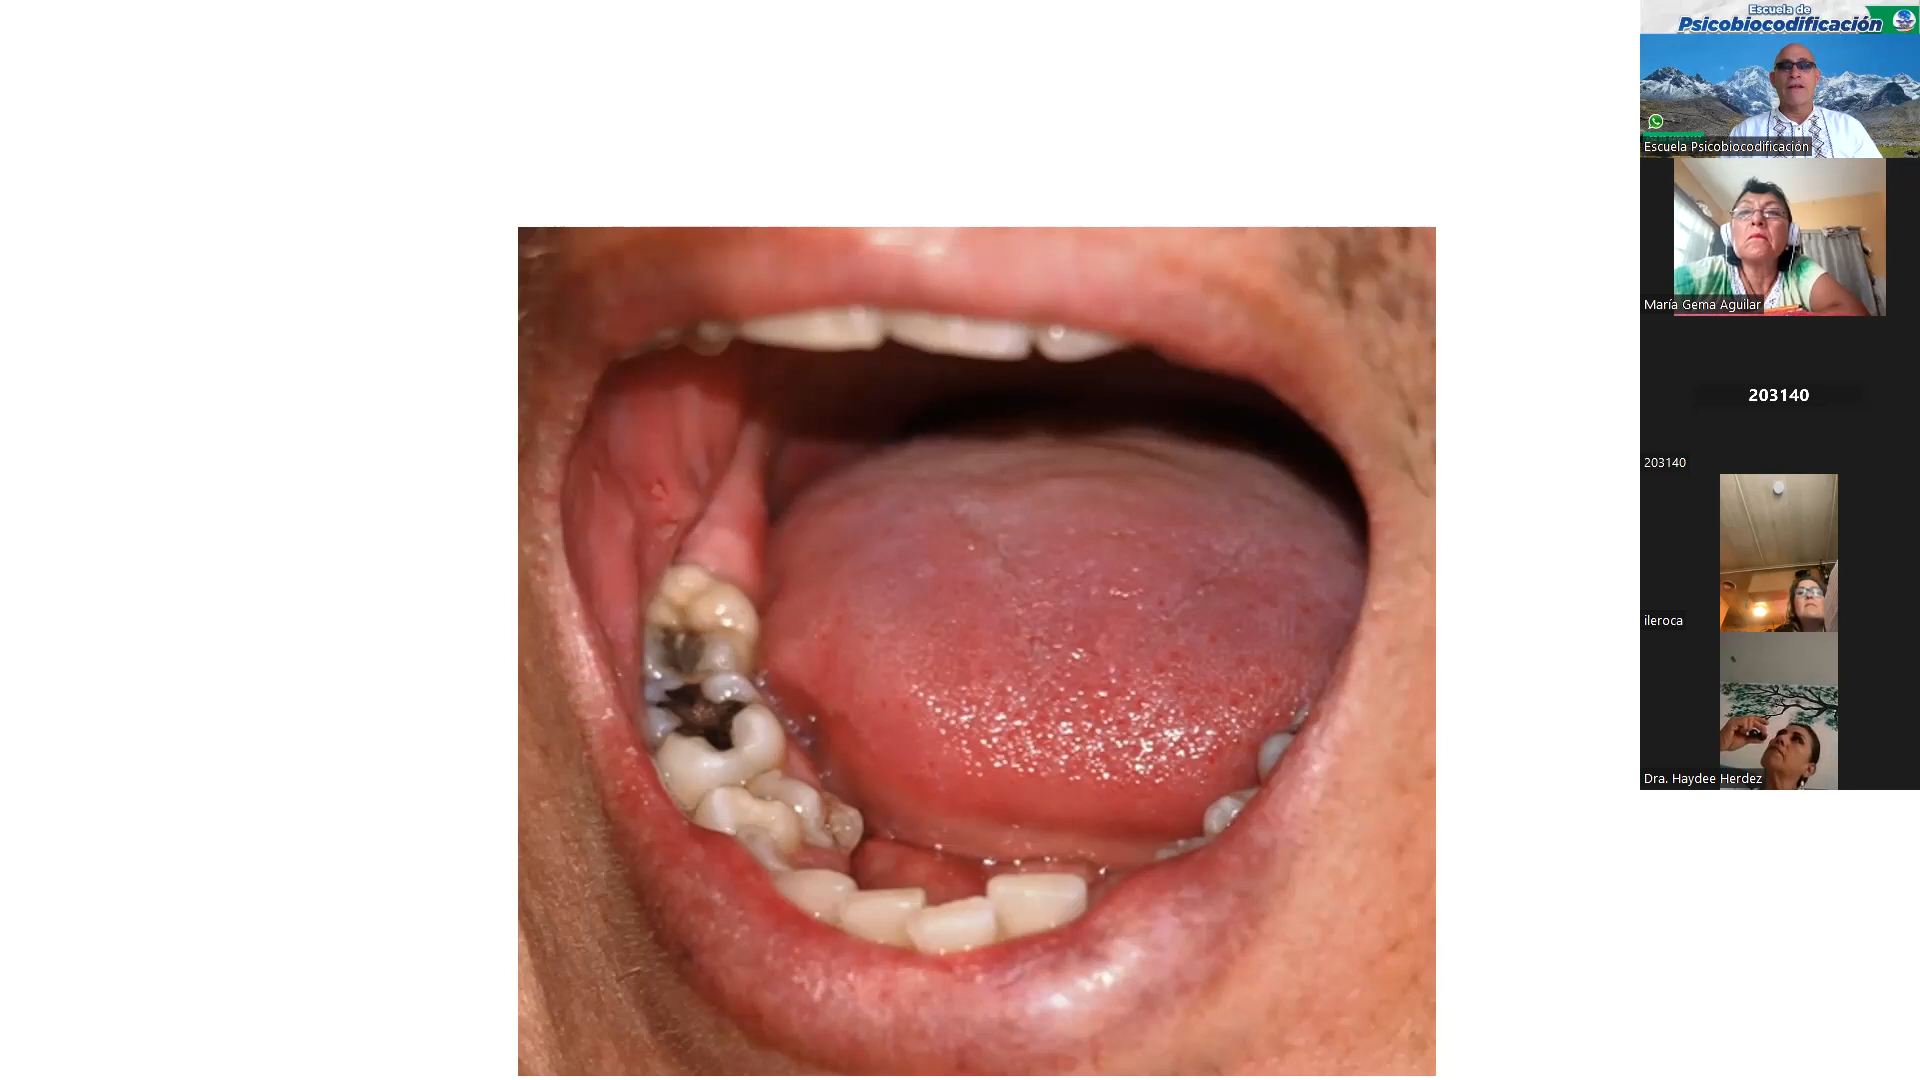 Escuela de
Psicobiocodificación
Escuela Psicobiocodificación
María Gema Aguilar
203140
203140
ileroca
Dra. Haydee Herdez